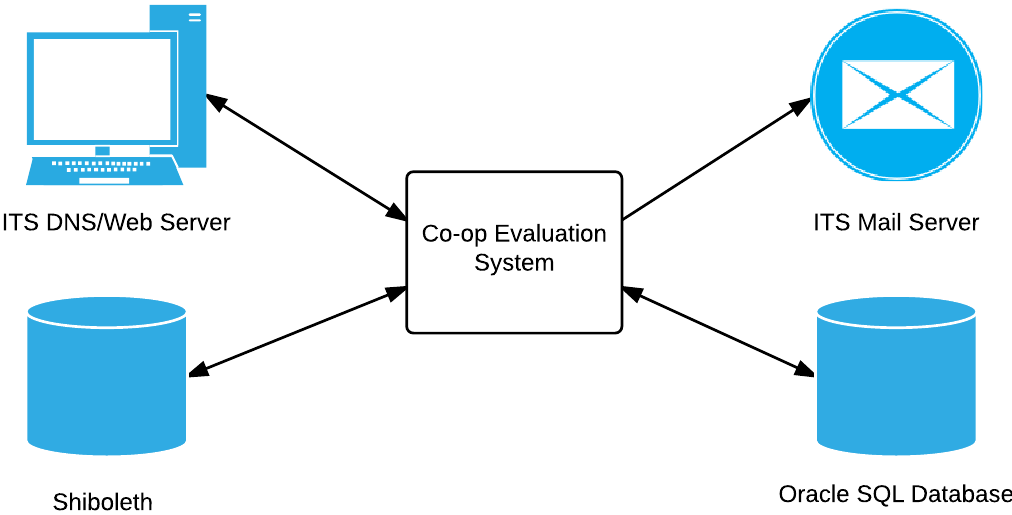 ITS DNS/Web Server
ITS Mail Server
Co-op Evaluation
System
Shiboleth
Oracle SQL Database